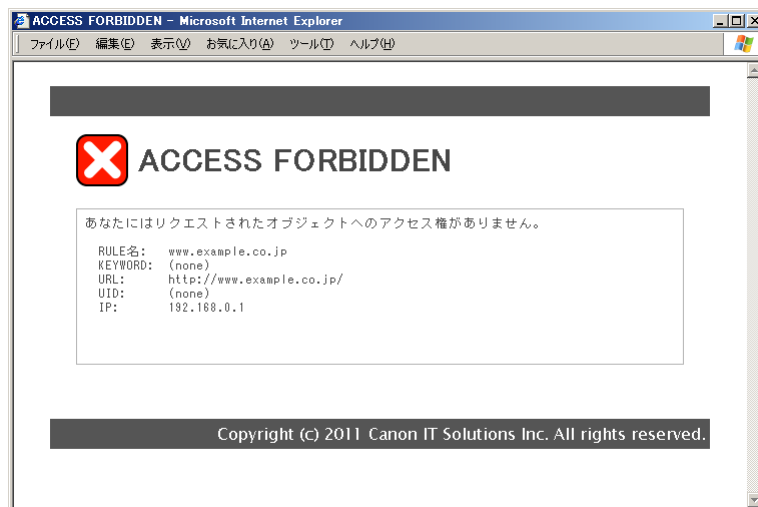 ACCESS FORBIDDEN - Microsoft Internet Explorer
ファイル(F) 編集(E) 表示(V) お気に入り(A) ツール(T) ヘルプ(H)
ACCESS FORBIDDEN
あなたにはリクエストされたオブジェクトへのアクセス権がありません。
RULE名: www.example.co.jp
KEYWORD: (none)
URL: http://www.example.co.jp/
UID: (none)
IP: 192.168.0.1
Copyright (c) 2011 Canon IT Solutions Inc. All rights reserved.